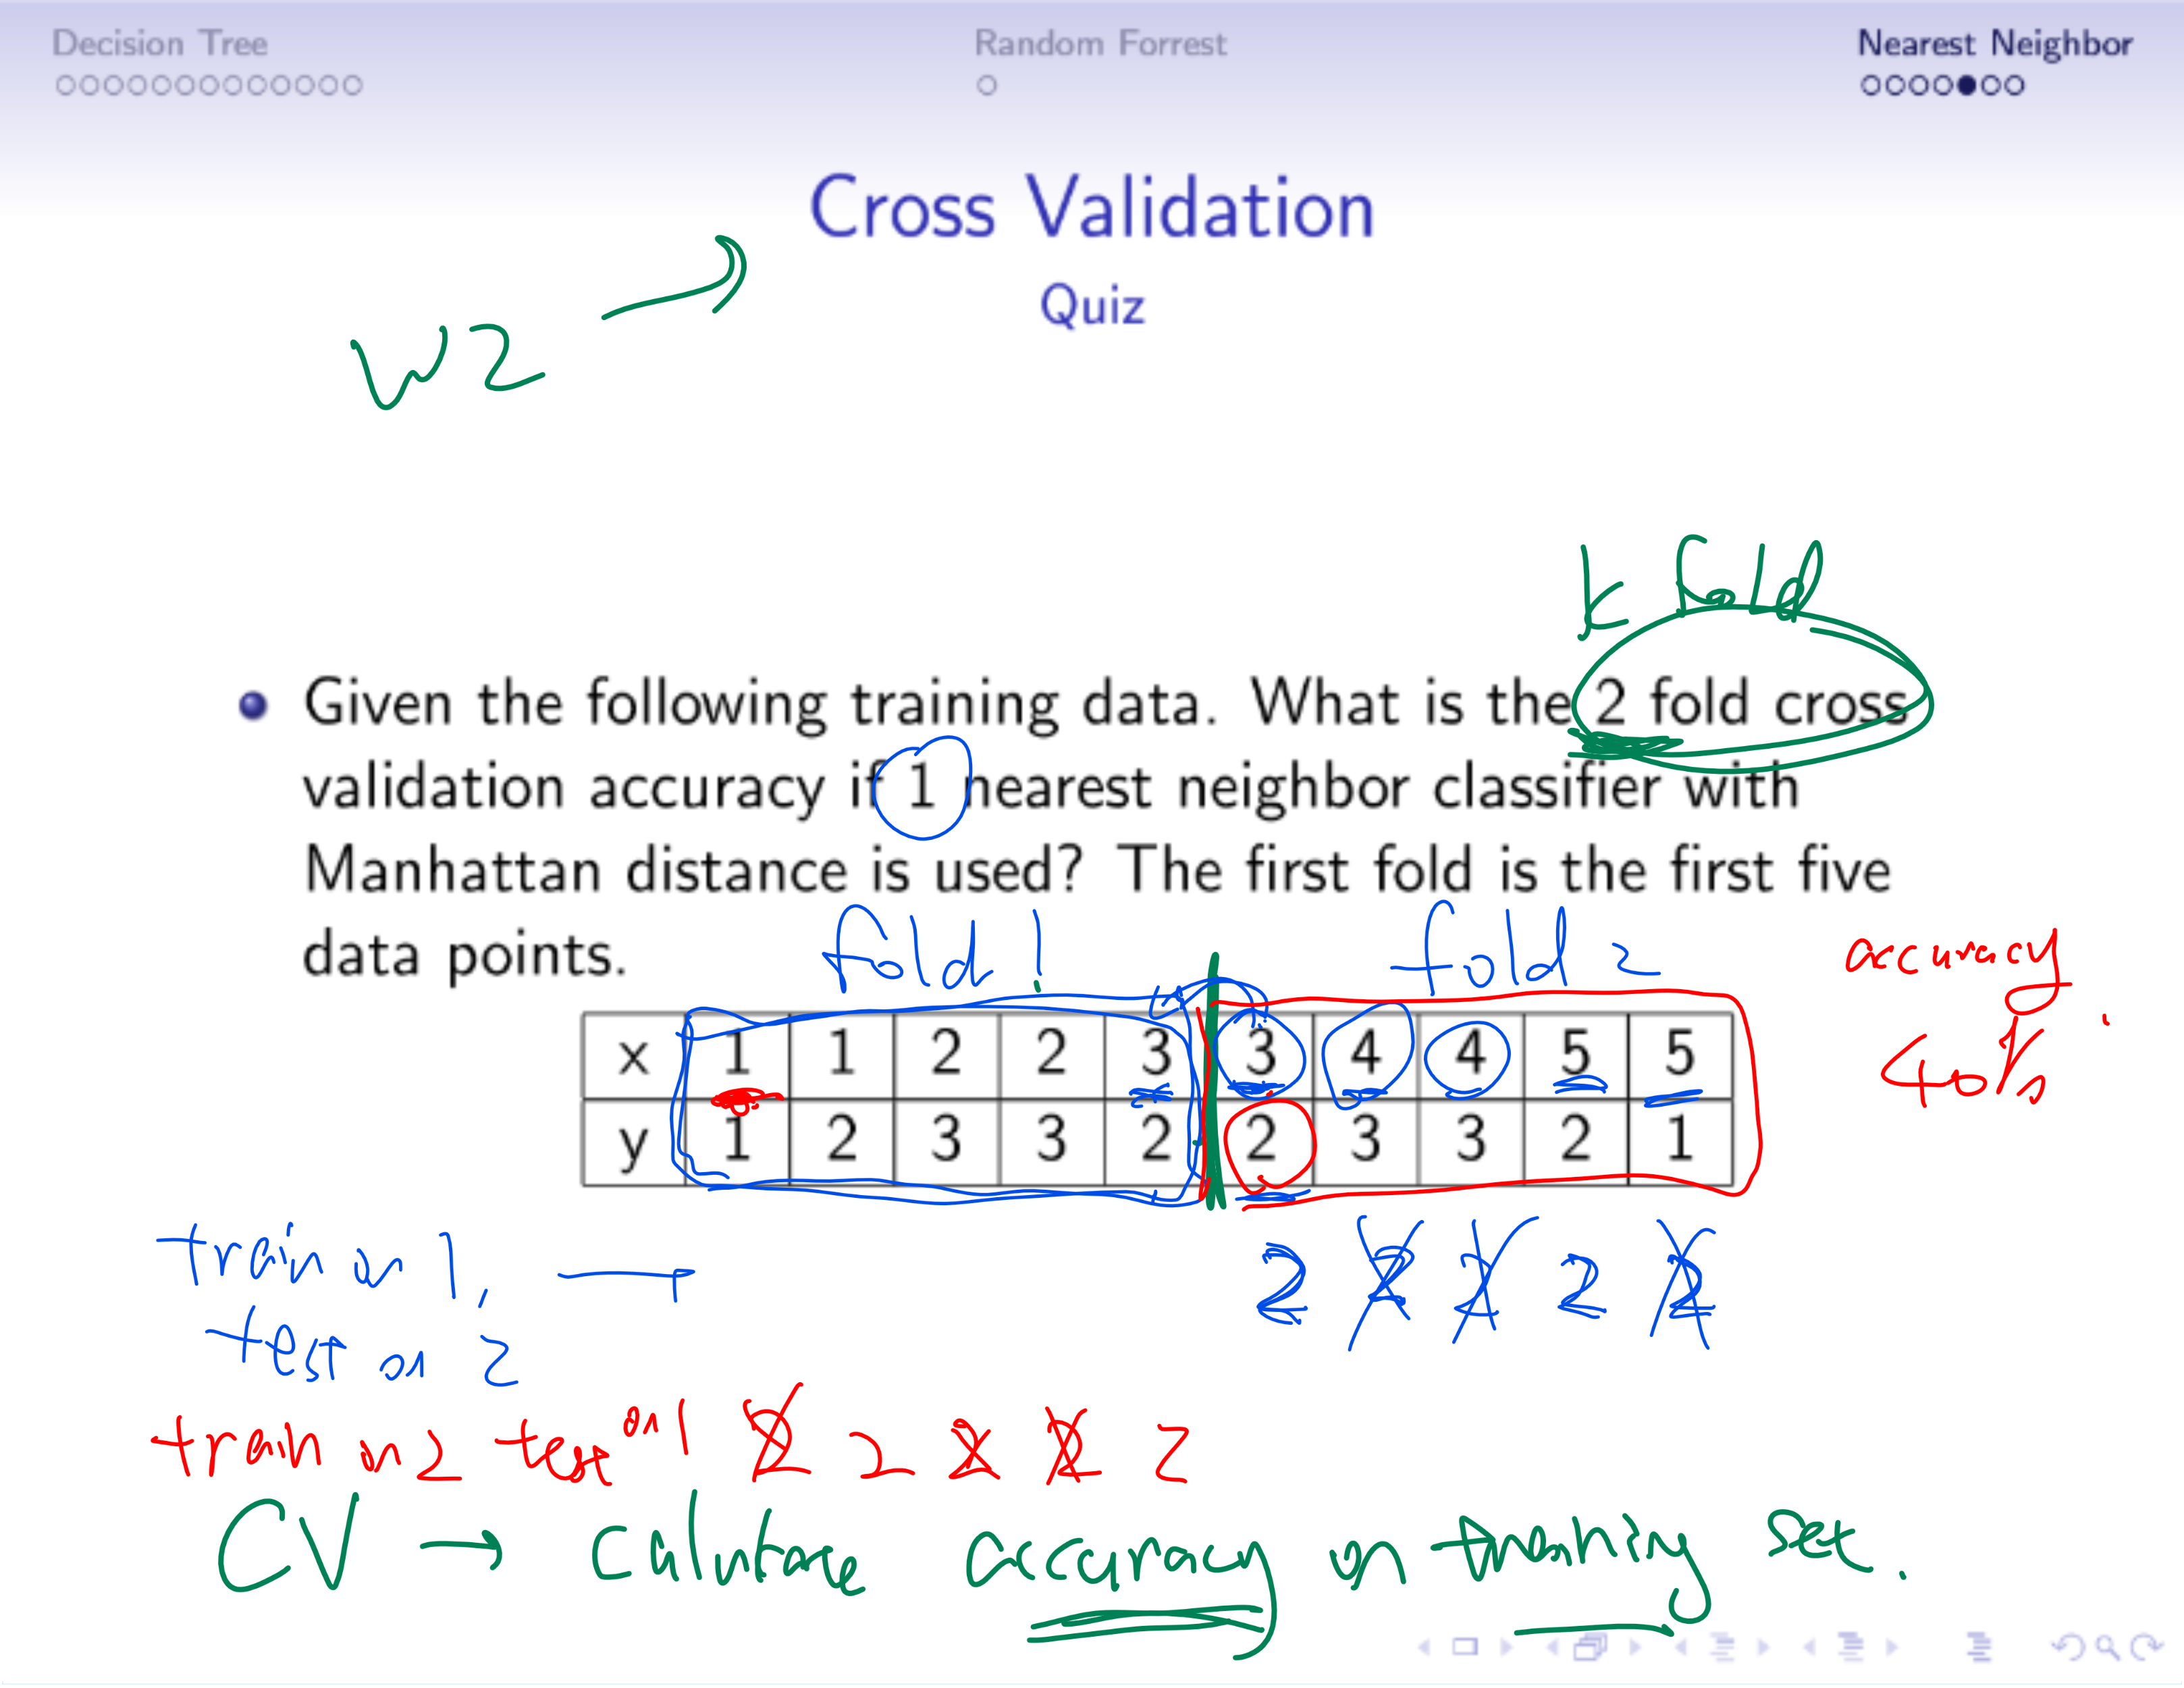 Decision Tree Random Forrest Nearest Neighbor
Cross Validation
Quiz
W2 →
k fold
Given the following training data. What is the 2 fold cross
validation accuracy if 1 nearest neighbor classifier with
Manhattan distance is used? The first fold is the first five
data points.
fold 1 fold 2
accuracy
40%
x 1 1 2 2 3 3 4 4 5 5
y 1 2 3 3 2 2 3 3 2 1
train on 1,
test on 2
2 2 2 2
train on 2 test on 1 2 2 2 2 2
CV → calculate accuracy on training set.